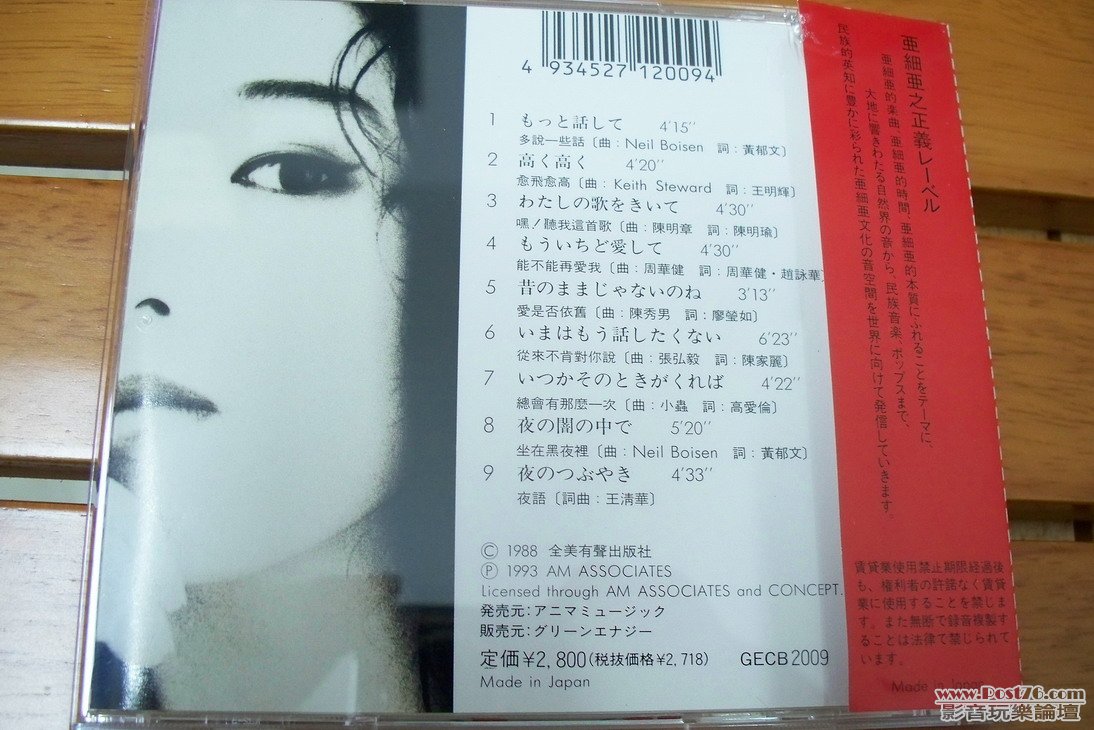 4 934527 120094
1 もっと話して 4'15''
多說一些話〔曲：Neil Boisen 詞：黃郁文〕
2 高く高く 4'20''
愈飛愈高〔曲：Keith Steward 詞：王明輝〕
3 わたしの歌をきいて 4'30''
嘿！聽我這首歌〔曲：陳明章 詞：陳明瑜〕
4 もういちど愛して 4'30''
能不能再愛我〔曲：周華健 詞：周華健・趙詠華〕
5 昔のままじゃないのね 3'13''
愛是否依舊〔曲：陳秀男 詞：廖瑩如〕
6 いまはもう話したくない 6'23''
從來不肯對你說〔曲：張弘毅 詞：陳家麗〕
7 いつかそのときがくれば 4'22''
總會有那麼一次〔曲：小蟲 詞：高愛倫〕
8 夜の闇の中で 5'20''
坐在黑夜裡〔曲：Neil Boisen 詞：黃郁文〕
9 夜のつぶやき 4'33''
夜語〔詞曲：王淸華〕
Ⓒ 1988 全美有聲出版社
Ⓟ 1993 AM ASSOCIATES
Licensed through AM ASSOCIATES and CONCEPT.
発売元：アニマミュージック
販売元：グリーンエナジー
定価¥2,800(税抜価格¥2,718) GECB 2009
Made in Japan
亜細亜之正義レーベル
亜細亜的楽曲、亜細亜的時間、亜細亜的本質にふれることをテーマに、
大地に響きわたる自然界の音から、民族音楽、ポップスまで、
民族的英知に豊かに彩られた亜細亜文化の音空間を世界に向けて発信していきます。
賃貸業使用禁止期限経過後
も、権利者の許諾なく賃貸
業に使用することを禁じま
す。また無断で録音複製す
ることは法律で禁じられて
います。
Made in Japan
www.Post76.com
影音玩樂論壇